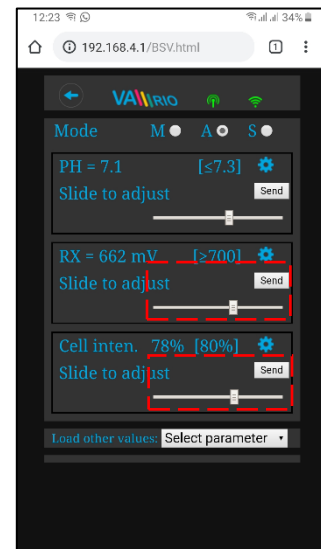 12:23 34%
192.168.4.1/BSV.html 1
VA\\\RIO
Mode M A S
PH = 7.1 [≤7.3]
Slide to adjust Send
RX = 662 mV [≥700]
Slide to adjust Send
Cell inten. 78% [80%]
Slide to adjust Send
Load other values: Select parameter